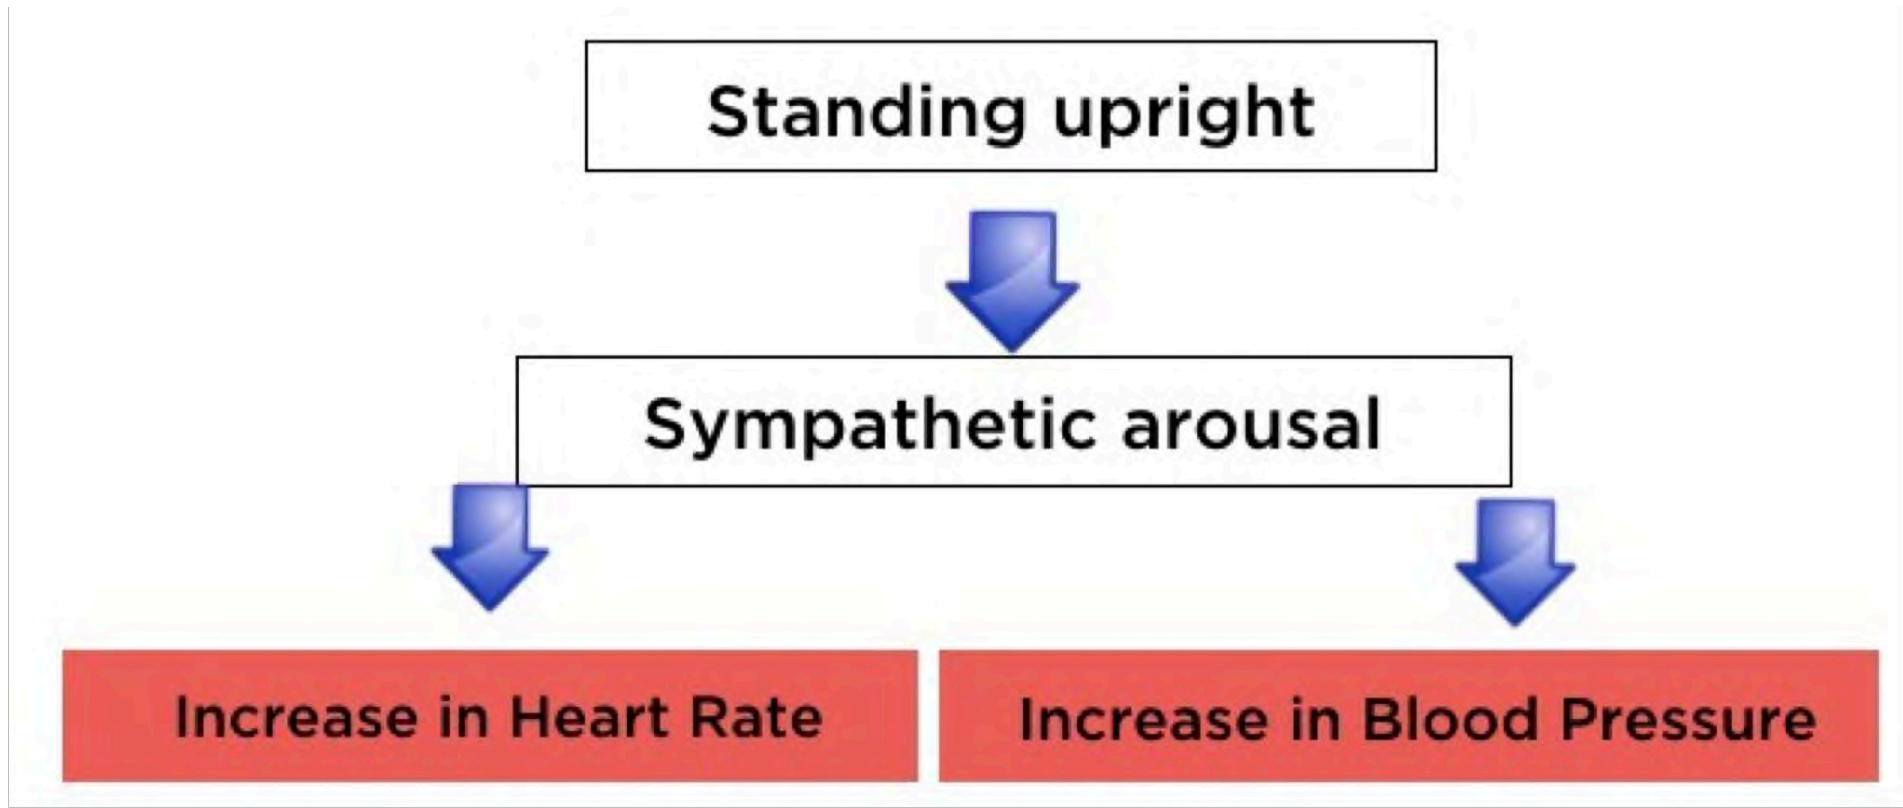 Standing upright
Sympathetic arousal
Increase in Heart Rate
Increase in Blood Pressure